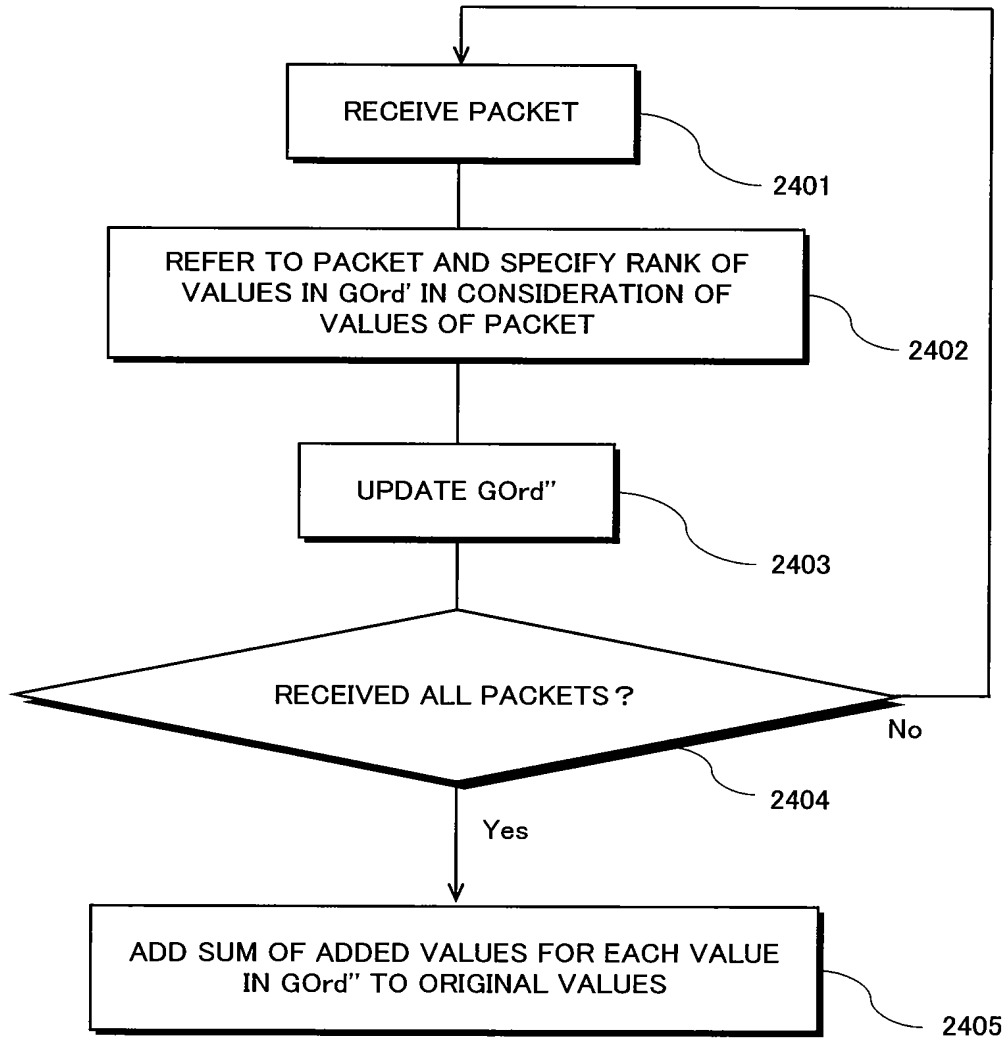 RECEIVE PACKET
2401
REFER TO PACKET AND SPECIFY RANK OF
VALUES IN GOrd' IN CONSIDERATION OF
VALUES OF PACKET
2402
UPDATE GOrd"
2403
RECEIVED ALL PACKETS?
No
2404
Yes
ADD SUM OF ADDED VALUES FOR EACH VALUE
IN GOrd" TO ORIGINAL VALUES
2405